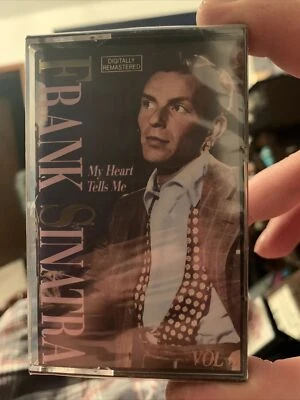 DIGITALLY
REMASTERED
FRANK SINATRA
My Heart
Tells Me
VOL